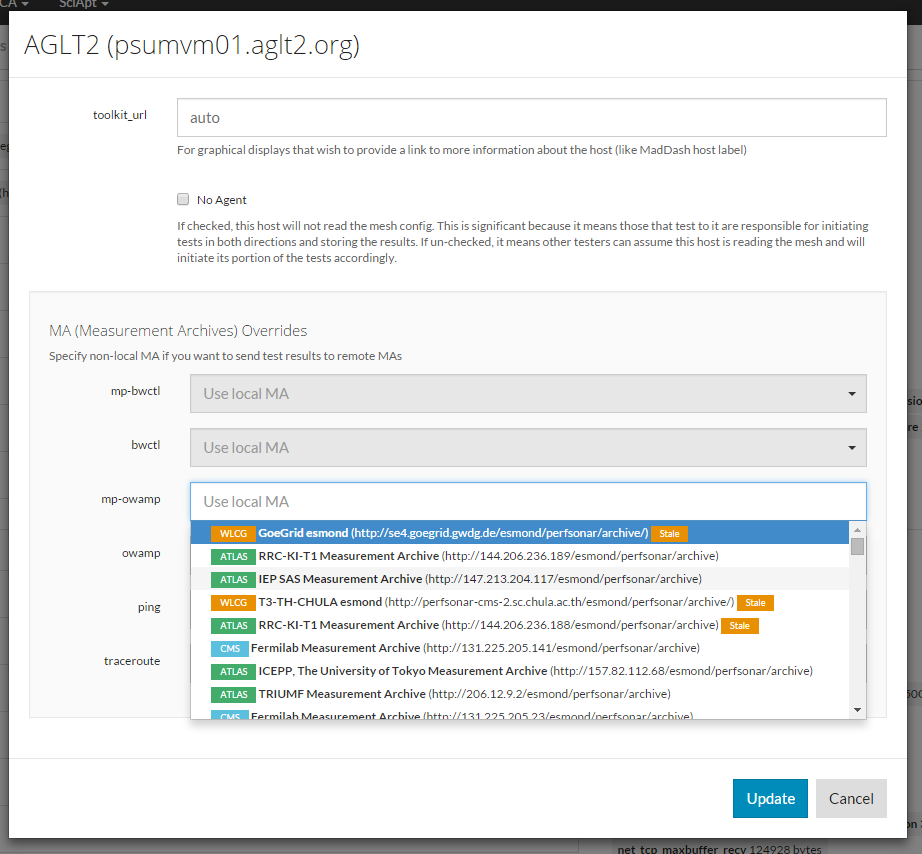 CA SciApt
AGLT2 (psumvm01.aglt2.org)
toolkit_url
auto
For graphical displays that wish to provide a link to more information about the host (like MadDash host label)
No Agent
If checked, this host will not read the mesh config. This is significant because it means those that test to it are responsible for initiating
tests in both directions and storing the results. If un-checked, it means other testers can assume this host is reading the mesh and will
initiate its portion of the tests accordingly.
MA (Measurement Archives) Overrides
Specify non-local MA if you want to send test results to remote MAs
mp-bwctl
Use local MA
bwctl
Use local MA
mp-owamp
Use local MA
WLCG GoeGrid esmond (http://se4.goegrid.gwdg.de/esmond/perfsonar/archive/) Stale
owamp
ATLAS RRC-KI-T1 Measurement Archive (http://144.206.236.189/esmond/perfsonar/archive)
ATLAS IEP SAS Measurement Archive (http://147.213.204.117/esmond/perfsonar/archive)
ping
WLCG T3-TH-CHULA esmond (http://perfsonar-cms-2.sc.chula.ac.th/esmond/perfsonar/archive/) Stale
ATLAS RRC-KI-T1 Measurement Archive (http://144.206.236.188/esmond/perfsonar/archive) Stale
CMS Fermilab Measurement Archive (http://131.225.205.141/esmond/perfsonar/archive)
traceroute
ATLAS ICEPP, The University of Tokyo Measurement Archive (http://157.82.112.68/esmond/perfsonar/archive)
ATLAS TRIUMF Measurement Archive (http://206.12.9.2/esmond/perfsonar/archive)
CMS Fermilab Measurement Archive (http://131.225.205.23/esmond/perfsonar/archive)
Update Cancel
net_tcp_maxbuffer_recv 124928 bytes